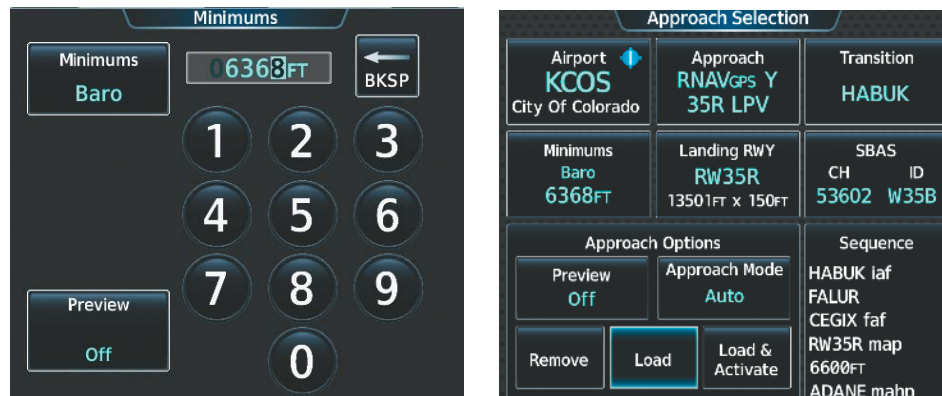 Minimums
Minimums
Baro
06368FT
BKSP
1 2 3
4 5 6
7 8 9
0
Preview
Off
Approach Selection
Airport
KCOS
City Of Colorado
Approach
RNAVGPS Y
35R LPV
Transition
HABUK
Minimums
Baro
6368FT
Landing RWY
RW35R
13501FT X 150FT
SBAS
CH ID
53602 W35B
Approach Options
Preview
Off
Approach Mode
Auto
Remove
Load
Load &
Activate
Sequence
HABUK iaf
FALUR
CEGIX faf
RW35R map
6600FT
ADANE mahp